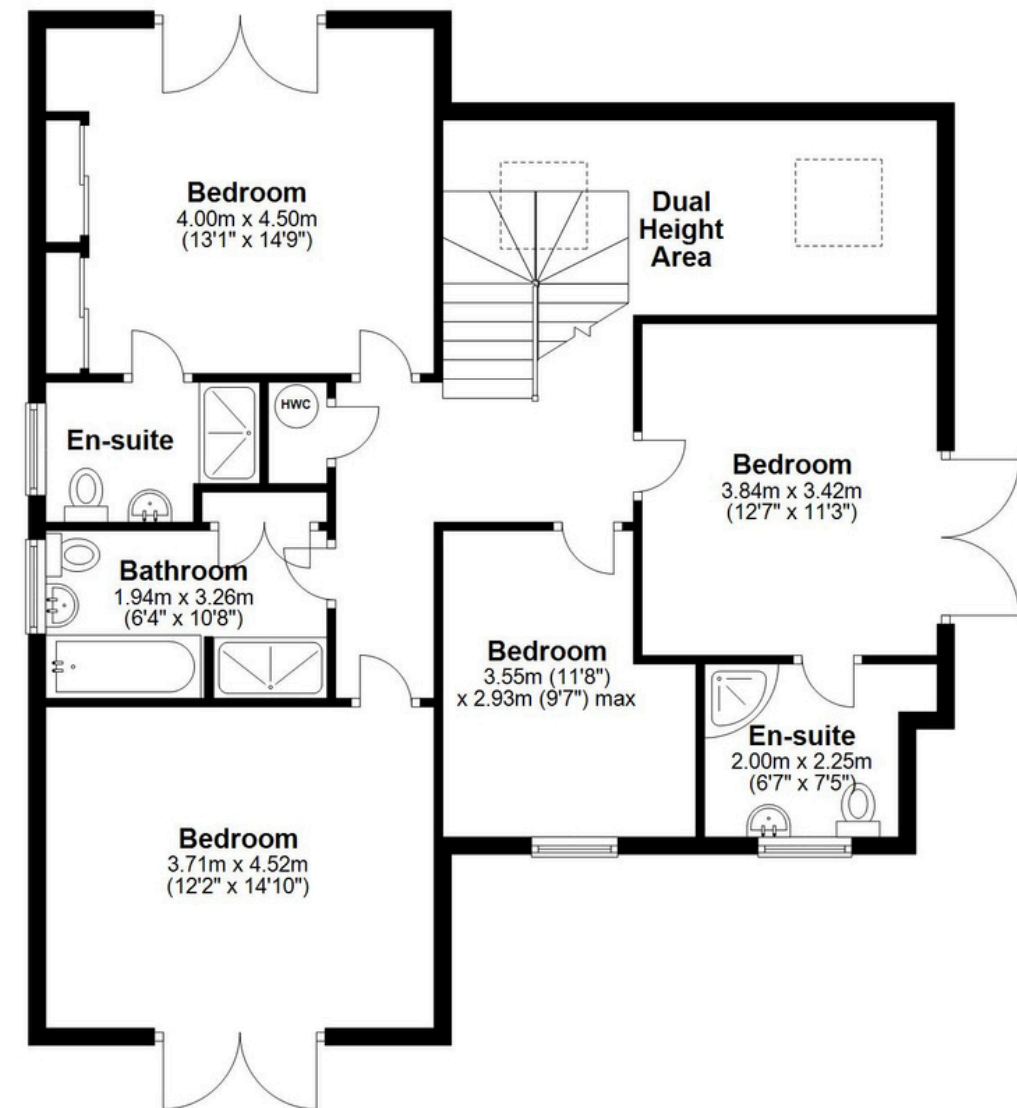 Bedroom
4.00m x 4.50m
(13'1" x 14'9")
Dual
Height
Area
HWC
En-suite
Bedroom
3.84m x 3.42m
(12'7" x 11'3")
Bathroom
1.94m x 3.26m
(6'4" x 10'8")
Bedroom
3.55m (11'8")
x 2.93m (9'7") max
En-suite
2.00m x 2.25m
(6'7" x 7'5")
Bedroom
3.71m x 4.52m
(12'2" x 14'10")